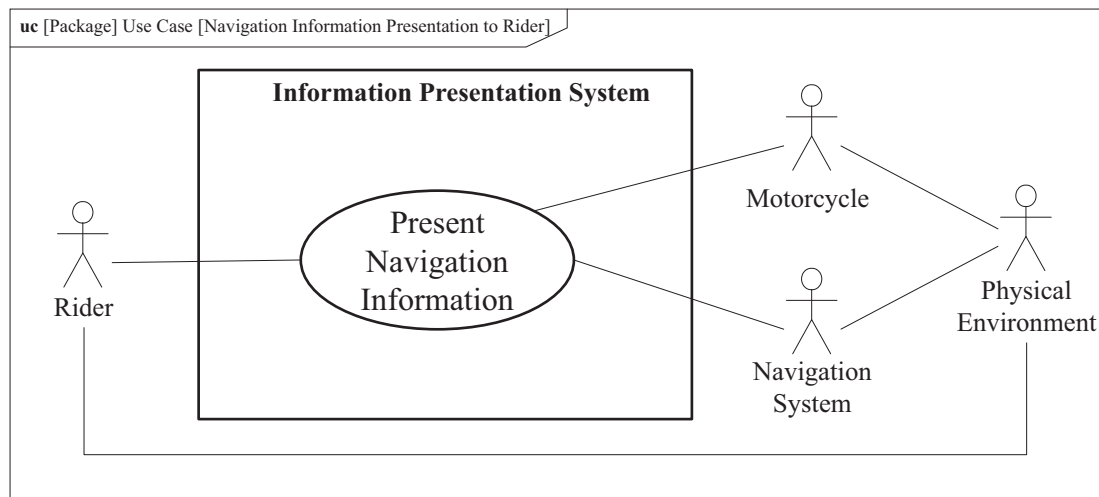 uc [Package] Use Case [Navigation Information Presentation to Rider]
Information Presentation System
Present
Navigation
Information
Rider
Motorcycle
Navigation
System
Physical
Environment